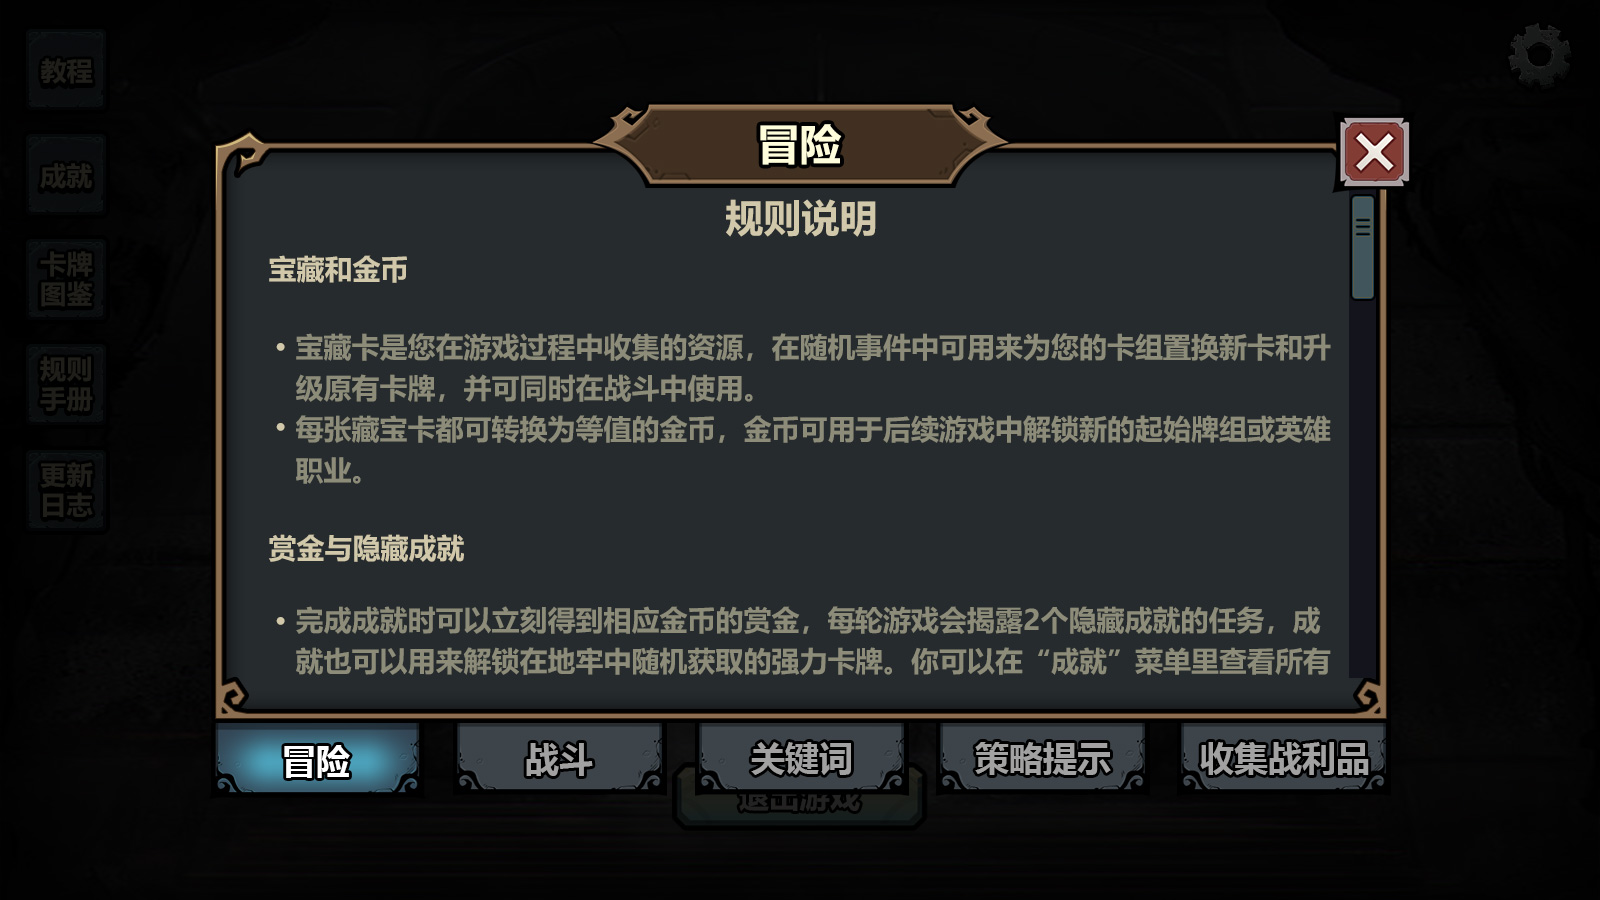 教程
成就
卡牌
图鉴
规则
手册
更新
日志
冒险
规则说明
宝藏和金币
• 宝藏卡是您在游戏过程中收集的资源，在随机事件中可用来为您的卡组置换新卡和升
级原有卡牌，并可同时在战斗中使用。
• 每张藏宝卡都可转换为等值的金币，金币可用于后续游戏中解锁新的起始牌组或英雄
职业。
赏金与隐藏成就
• 完成成就时可以立刻得到相应金币的赏金，每轮游戏会揭露2个隐藏成就的任务，成
就也可以用来解锁在地牢中随机获取的强力卡牌。你可以在“成就”菜单里查看所有
冒险
战斗
关键词
策略提示
收集战利品
退出游戏